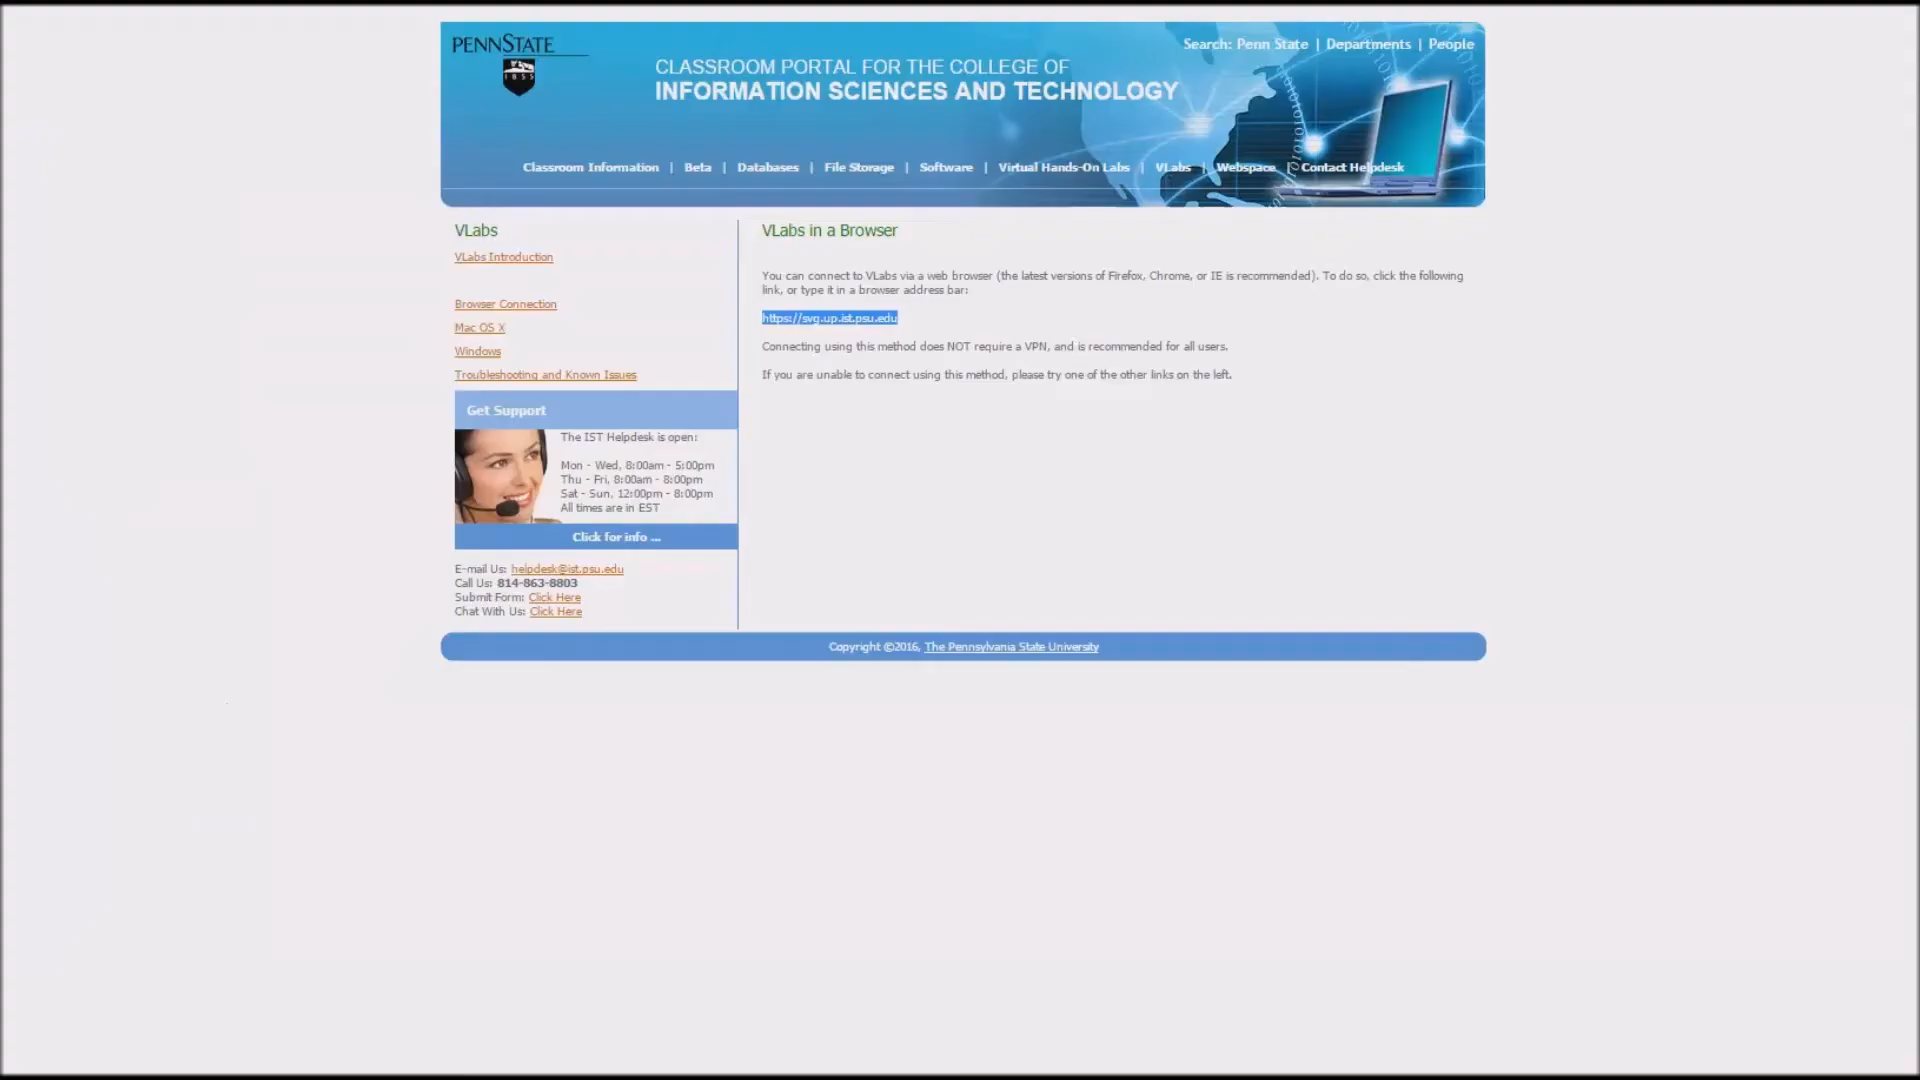 PENNSTATE
1855
Search: Penn State | Departments | People
CLASSROOM PORTAL FOR THE COLLEGE OF
INFORMATION SCIENCES AND TECHNOLOGY
Classroom Information | Beta | Databases | File Storage | Software | Virtual Hands-On Labs | VLabs | Webspace | Contact Helpdesk
VLabs
VLabs Introduction
Browser Connection
Mac OS X
Windows
Troubleshooting and Known Issues
Get Support
The IST Helpdesk is open:
Mon - Wed, 8:00am - 5:00pm
Thu - Fri, 8:00am - 8:00pm
Sat - Sun, 12:00pm - 8:00pm
All times are in EST
Click for info ...
E-mail Us: helpdesk@ist.psu.edu
Call Us: 814-863-8803
Submit Form: Click Here
Chat With Us: Click Here
VLabs in a Browser
You can connect to VLabs via a web browser (the latest versions of Firefox, Chrome, or IE is recommended). To do so, click the following
link, or type it in a browser address bar:
https://svg.up.ist.psu.edu
Connecting using this method does NOT require a VPN, and is recommended for all users.
If you are unable to connect using this method, please try one of the other links on the left.
Copyright ©2016, The Pennsylvania State University